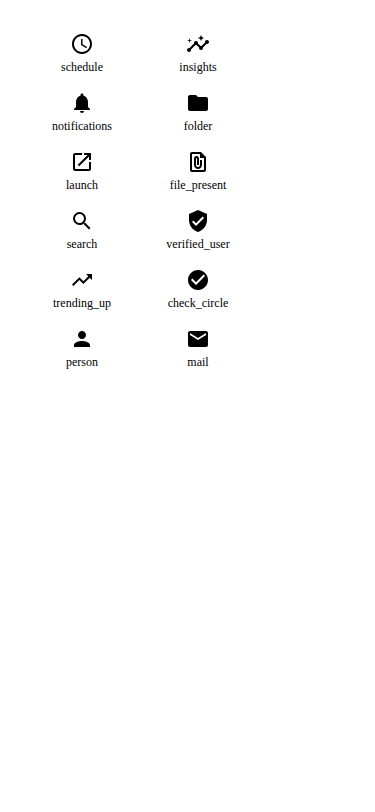 schedule
insights
notifications
folder
launch
file_present
search
verified_user
trending_up
check_circle
person
mail